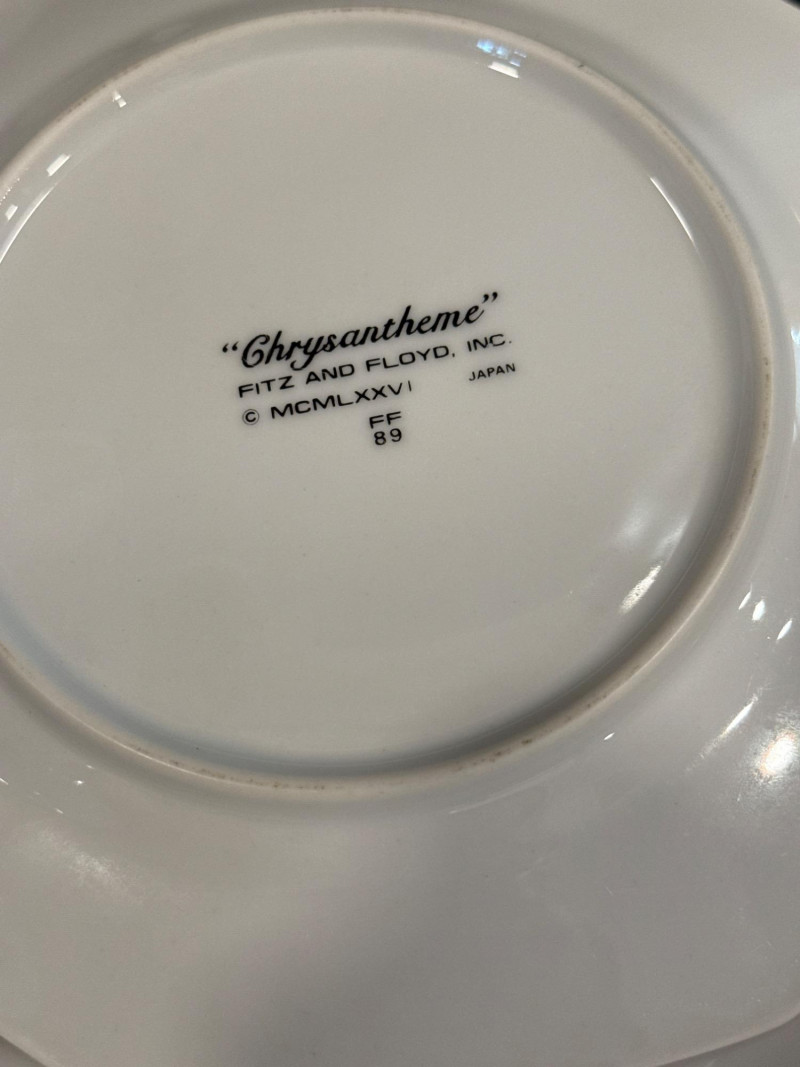 “Chrysantheme”
FITZ AND FLOYD, INC.
© MCMLXXVI JAPAN
FF
89